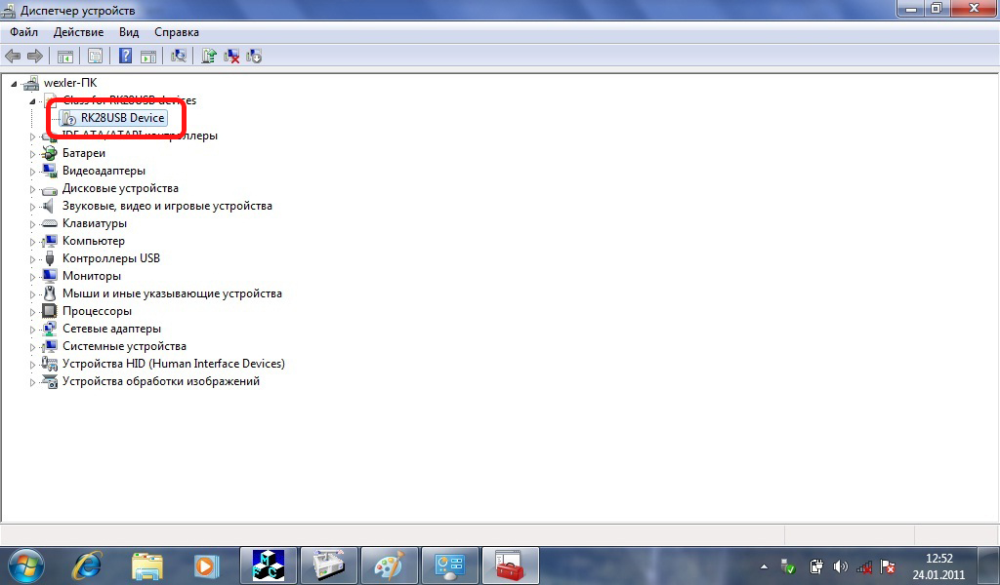 Диспетчер устройств
Файл Действие Вид Справка
wexler-ПК
Class for RK28USB devices
RK28USB Device
IDE ATA/ATAPI контроллеры
Батареи
Видеоадаптеры
Дисковые устройства
Звуковые, видео и игровые устройства
Клавиатуры
Компьютер
Контроллеры USB
Мониторы
Мыши и иные указывающие устройства
Процессоры
Сетевые адаптеры
Системные устройства
Устройства HID (Human Interface Devices)
Устройства обработки изображений
12:52
24.01.2011